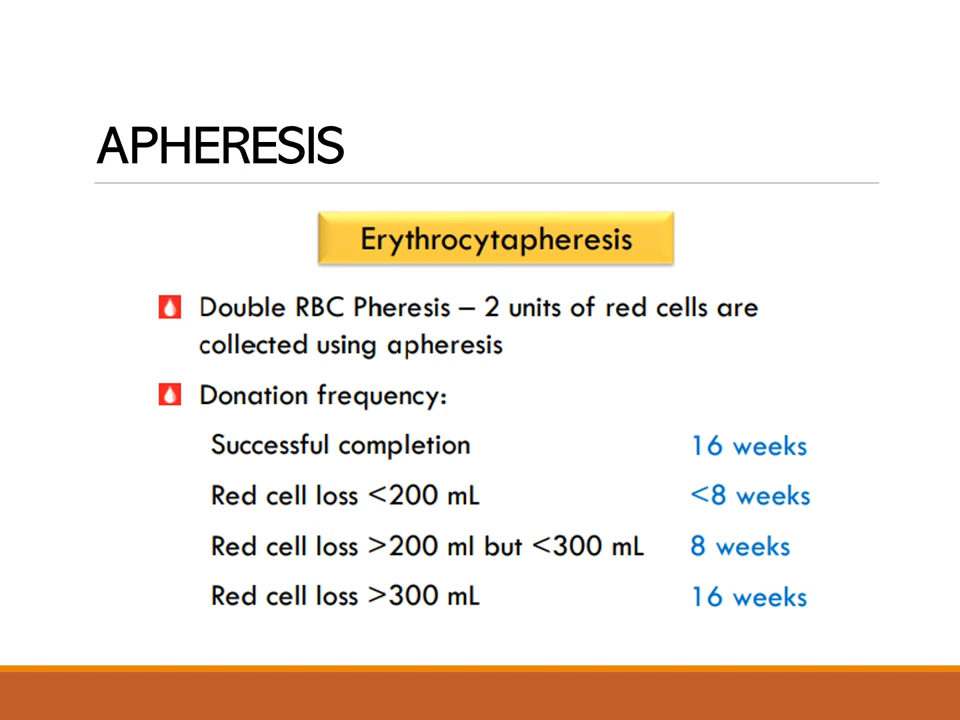 APHERESIS
Erythrocytapheresis
Double RBC Pheresis – 2 units of red cells are
collected using apheresis
Donation frequency:
Successful completion 16 weeks
Red cell loss <200 mL <8 weeks
Red cell loss >200 ml but <300 mL 8 weeks
Red cell loss >300 mL 16 weeks